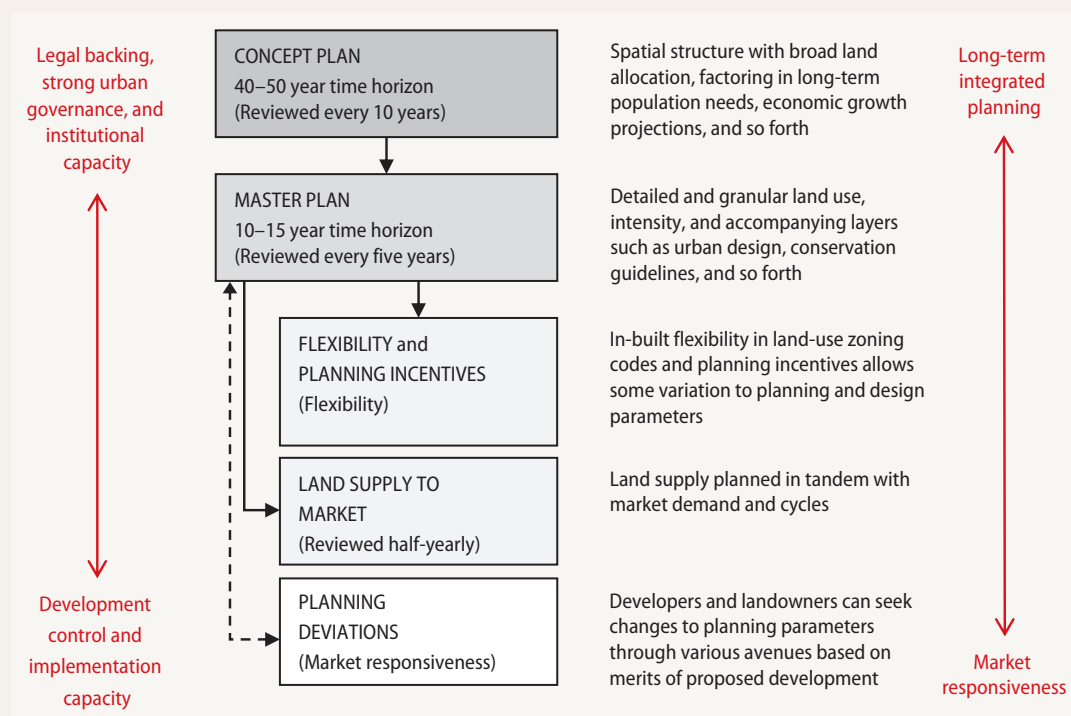 Legal backing,
strong urban
governance, and
institutional
capacity
Development
control and
implementation
capacity
CONCEPT PLAN
40–50 year time horizon
(Reviewed every 10 years)
Spatial structure with broad land
allocation, factoring in long-term
population needs, economic growth
projections, and so forth
MASTER PLAN
10–15 year time horizon
(Reviewed every five years)
Detailed and granular land use,
intensity, and accompanying layers
such as urban design, conservation
guidelines, and so forth
FLEXIBILITY and
PLANNING INCENTIVES
(Flexibility)
In-built flexibility in land-use zoning
codes and planning incentives allows
some variation to planning and design
parameters
LAND SUPPLY TO
MARKET
(Reviewed half-yearly)
Land supply planned in tandem with
market demand and cycles
PLANNING
DEVIATIONS
(Market responsiveness)
Developers and landowners can seek
changes to planning parameters
through various avenues based on
merits of proposed development
Long-term
integrated
planning
Market
responsiveness